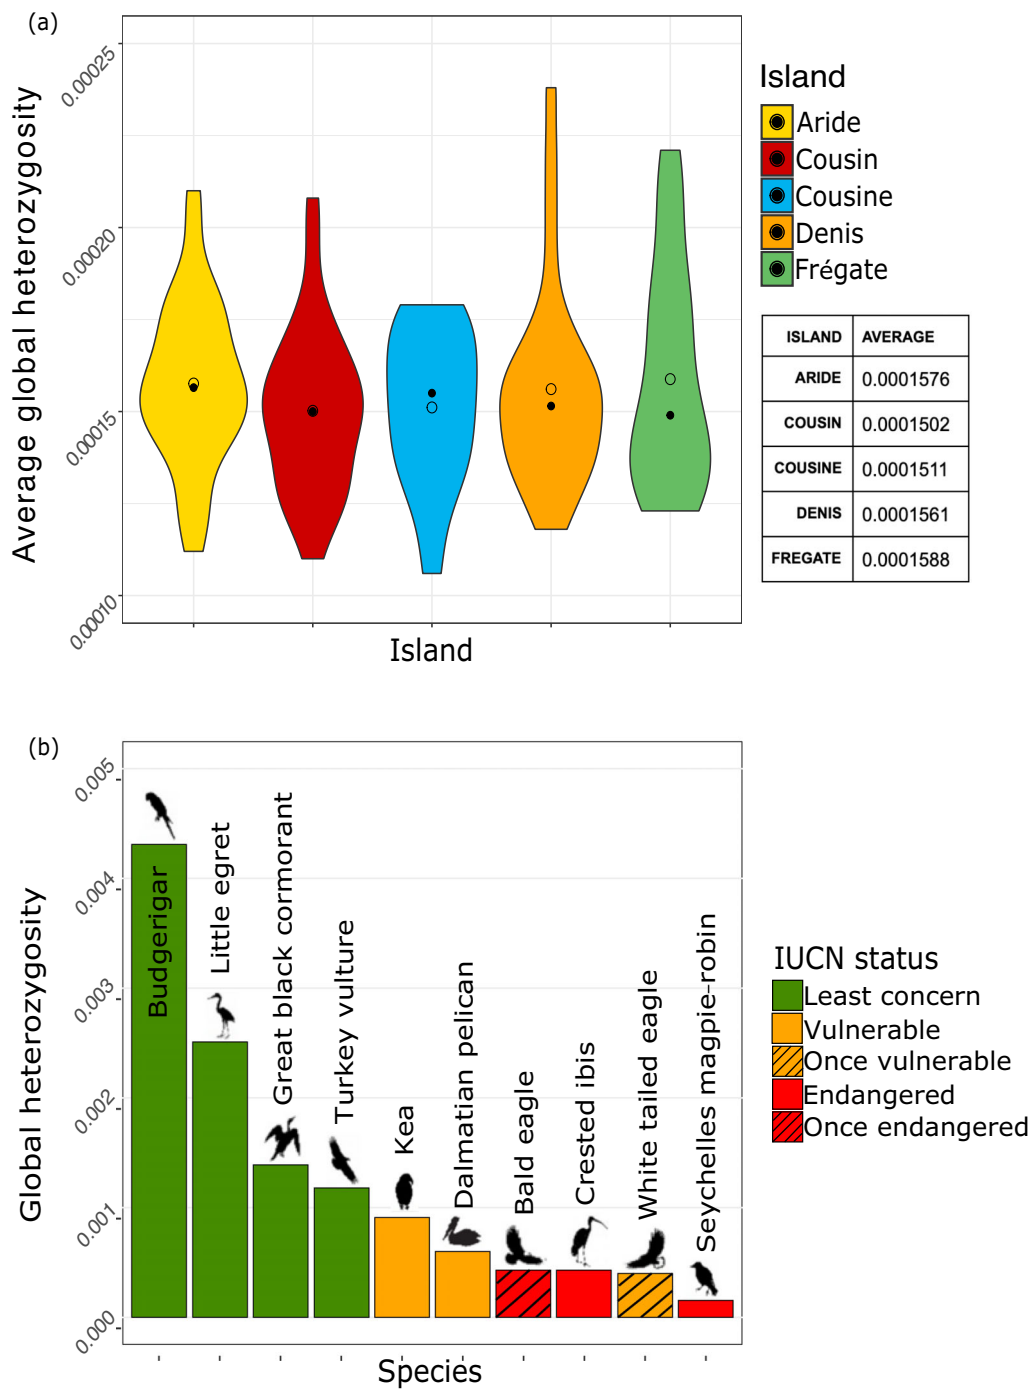 (a)
Average global heterozygosity
0.00025
0.00020
0.00015
0.00010
Island
Island
Aride
Cousin
Cousine
Denis
Frégate
ISLAND AVERAGE
ARIDE 0.0001576
COUSIN 0.0001502
COUSINE 0.0001511
DENIS 0.0001561
FREGATE 0.0001588
(b)
Global heterozygosity
0.005
0.004
0.003
0.002
0.001
0.000
Budgerigar
Little egret
Great black cormorant
Turkey vulture
Kea
Dalmatian pelican
Bald eagle
Crested ibis
White tailed eagle
Seychelles magpie-robin
Species
IUCN status
Least concern
Vulnerable
Once vulnerable
Endangered
Once endangered